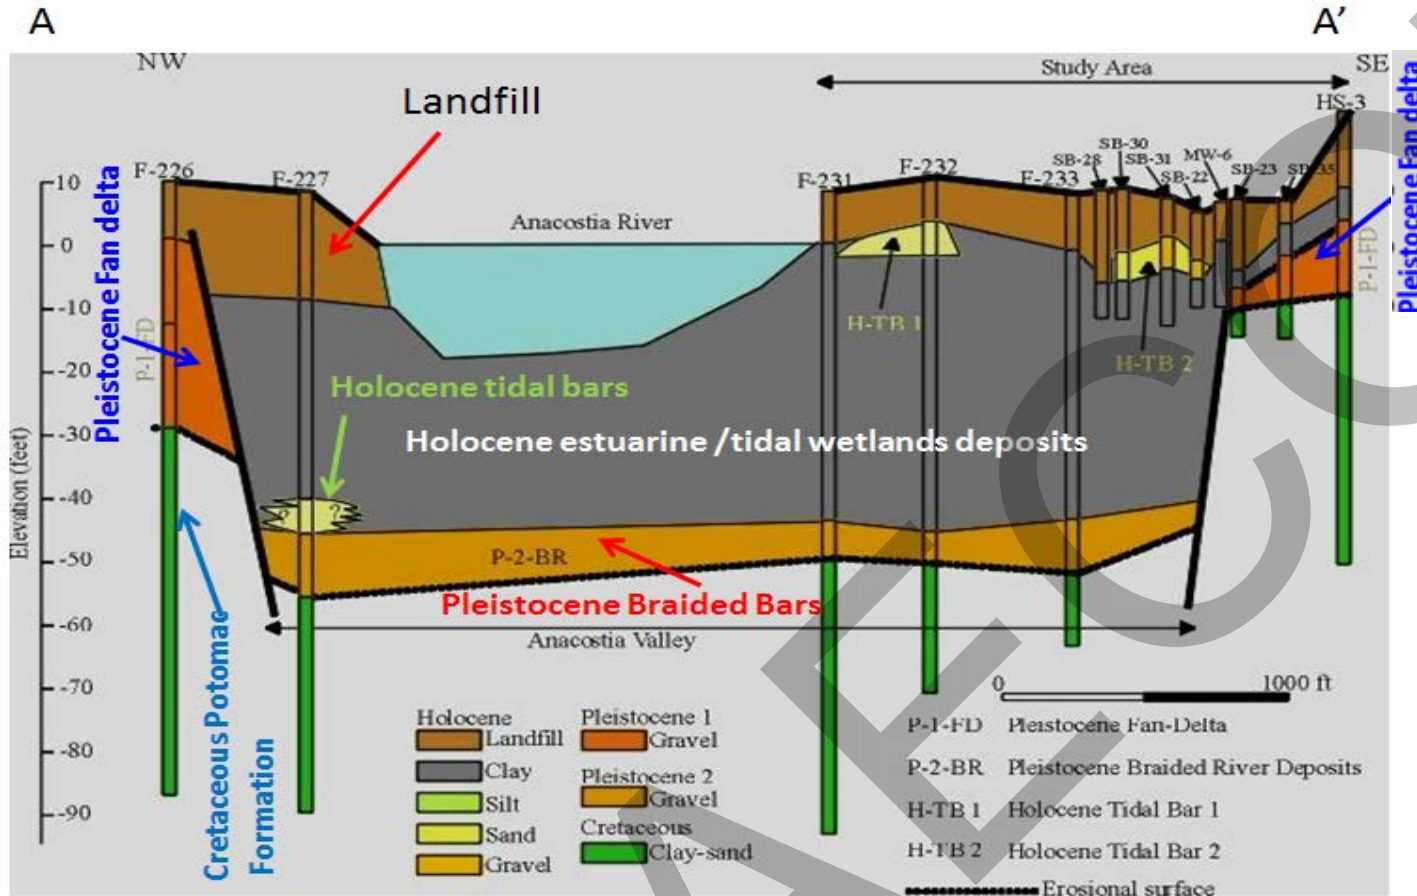 A
A'
NW
SE
Study Area
HS-3
Landfill
F-226
F-227
F-231
F-232
F-233
SB-28
SB-30
SB-31
SB-22
MW-6
SB-23
SB-35
Anacostia River
10
0
-10
-20
-30
-40
-50
-60
-70
-80
-90
Elevation (feet)
Pleistocene Fan delta
P-1-FD
Pleistocene Fan delta
P-1-FD
H-TB 1
H-TB 2
Holocene tidal bars
Holocene estuarine /tidal wetlands deposits
? ?
P-2-BR
Pleistocene Braided Bars
Anacostia Valley
Cretaceous Potomac
Formation
0 1000 ft
Holocene
Landfill
Clay
Silt
Sand
Gravel
Pleistocene 1
Gravel
Pleistocene 2
Gravel
Cretaceous
Clay-sand
P-1-FD Pleistocene Fan-Delta
P-2-BR Pleistocene Braided River Deposits
H-TB 1 Holocene Tidal Bar 1
H-TB 2 Holocene Tidal Bar 2
Erosional surface